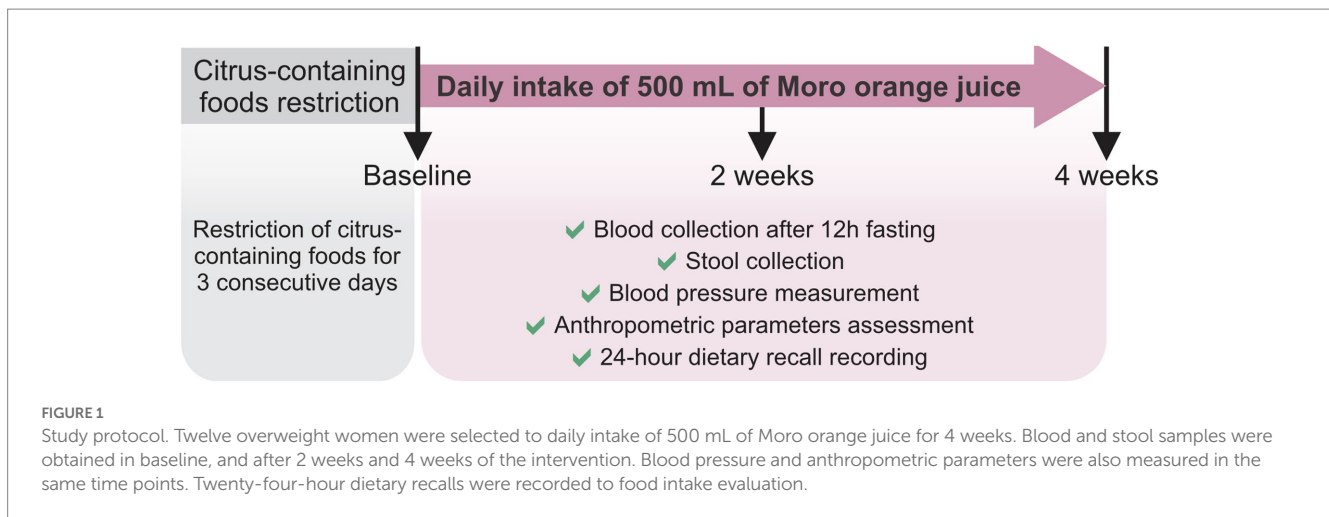 Citrus-containing
foods restriction
Daily intake of 500 mL of Moro orange juice
Baseline
2 weeks
4 weeks
Restriction of citrus-
containing foods for
3 consecutive days
Blood collection after 12h fasting
Stool collection
Blood pressure measurement
Anthropometric parameters assessment
24-hour dietary recall recording
FIGURE 1
Study protocol. Twelve overweight women were selected to daily intake of 500 mL of Moro orange juice for 4 weeks. Blood and stool samples were
obtained in baseline, and after 2 weeks and 4 weeks of the intervention. Blood pressure and anthropometric parameters were also measured in the
same time points. Twenty-four-hour dietary recalls were recorded to food intake evaluation.